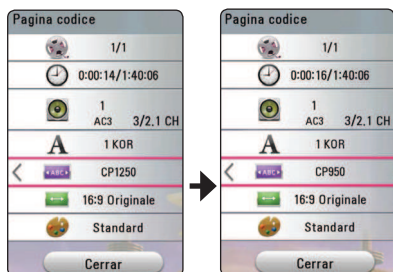 Pagina codice
1/1
0:00:14/1:40:06
1
AC3 3/2.1 CH
A 1 KOR
ABC CP1250
16:9 Originale
Standard
Cerrar
Pagina codice
1/1
0:00:16/1:40:06
1
AC3 3/2.1 CH
A 1 KOR
ABC CP950
16:9 Originale
Standard
Cerrar